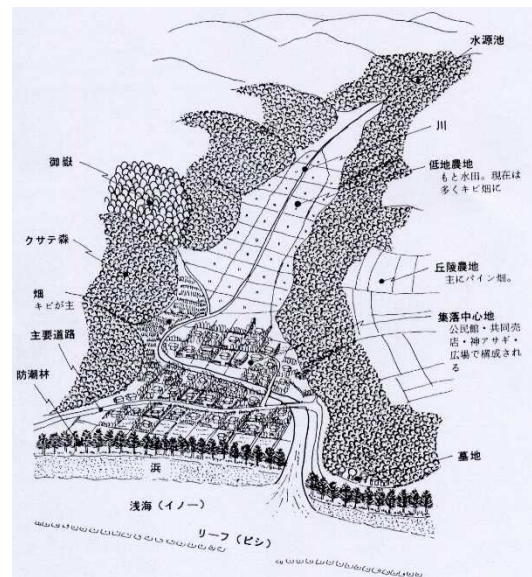 水源池
川
御嶽
低地農地
もと水田。現在は
多くキビ畑に
クサテ森
丘陵農地
主にパイン畑。
畑
キビが主
集落中心地
公民館・共同売
店・神アサギ・
広場で構成され
る
主要道路
防潮林
墓地
浜
浅海(イノー)
リーフ(ピシ)